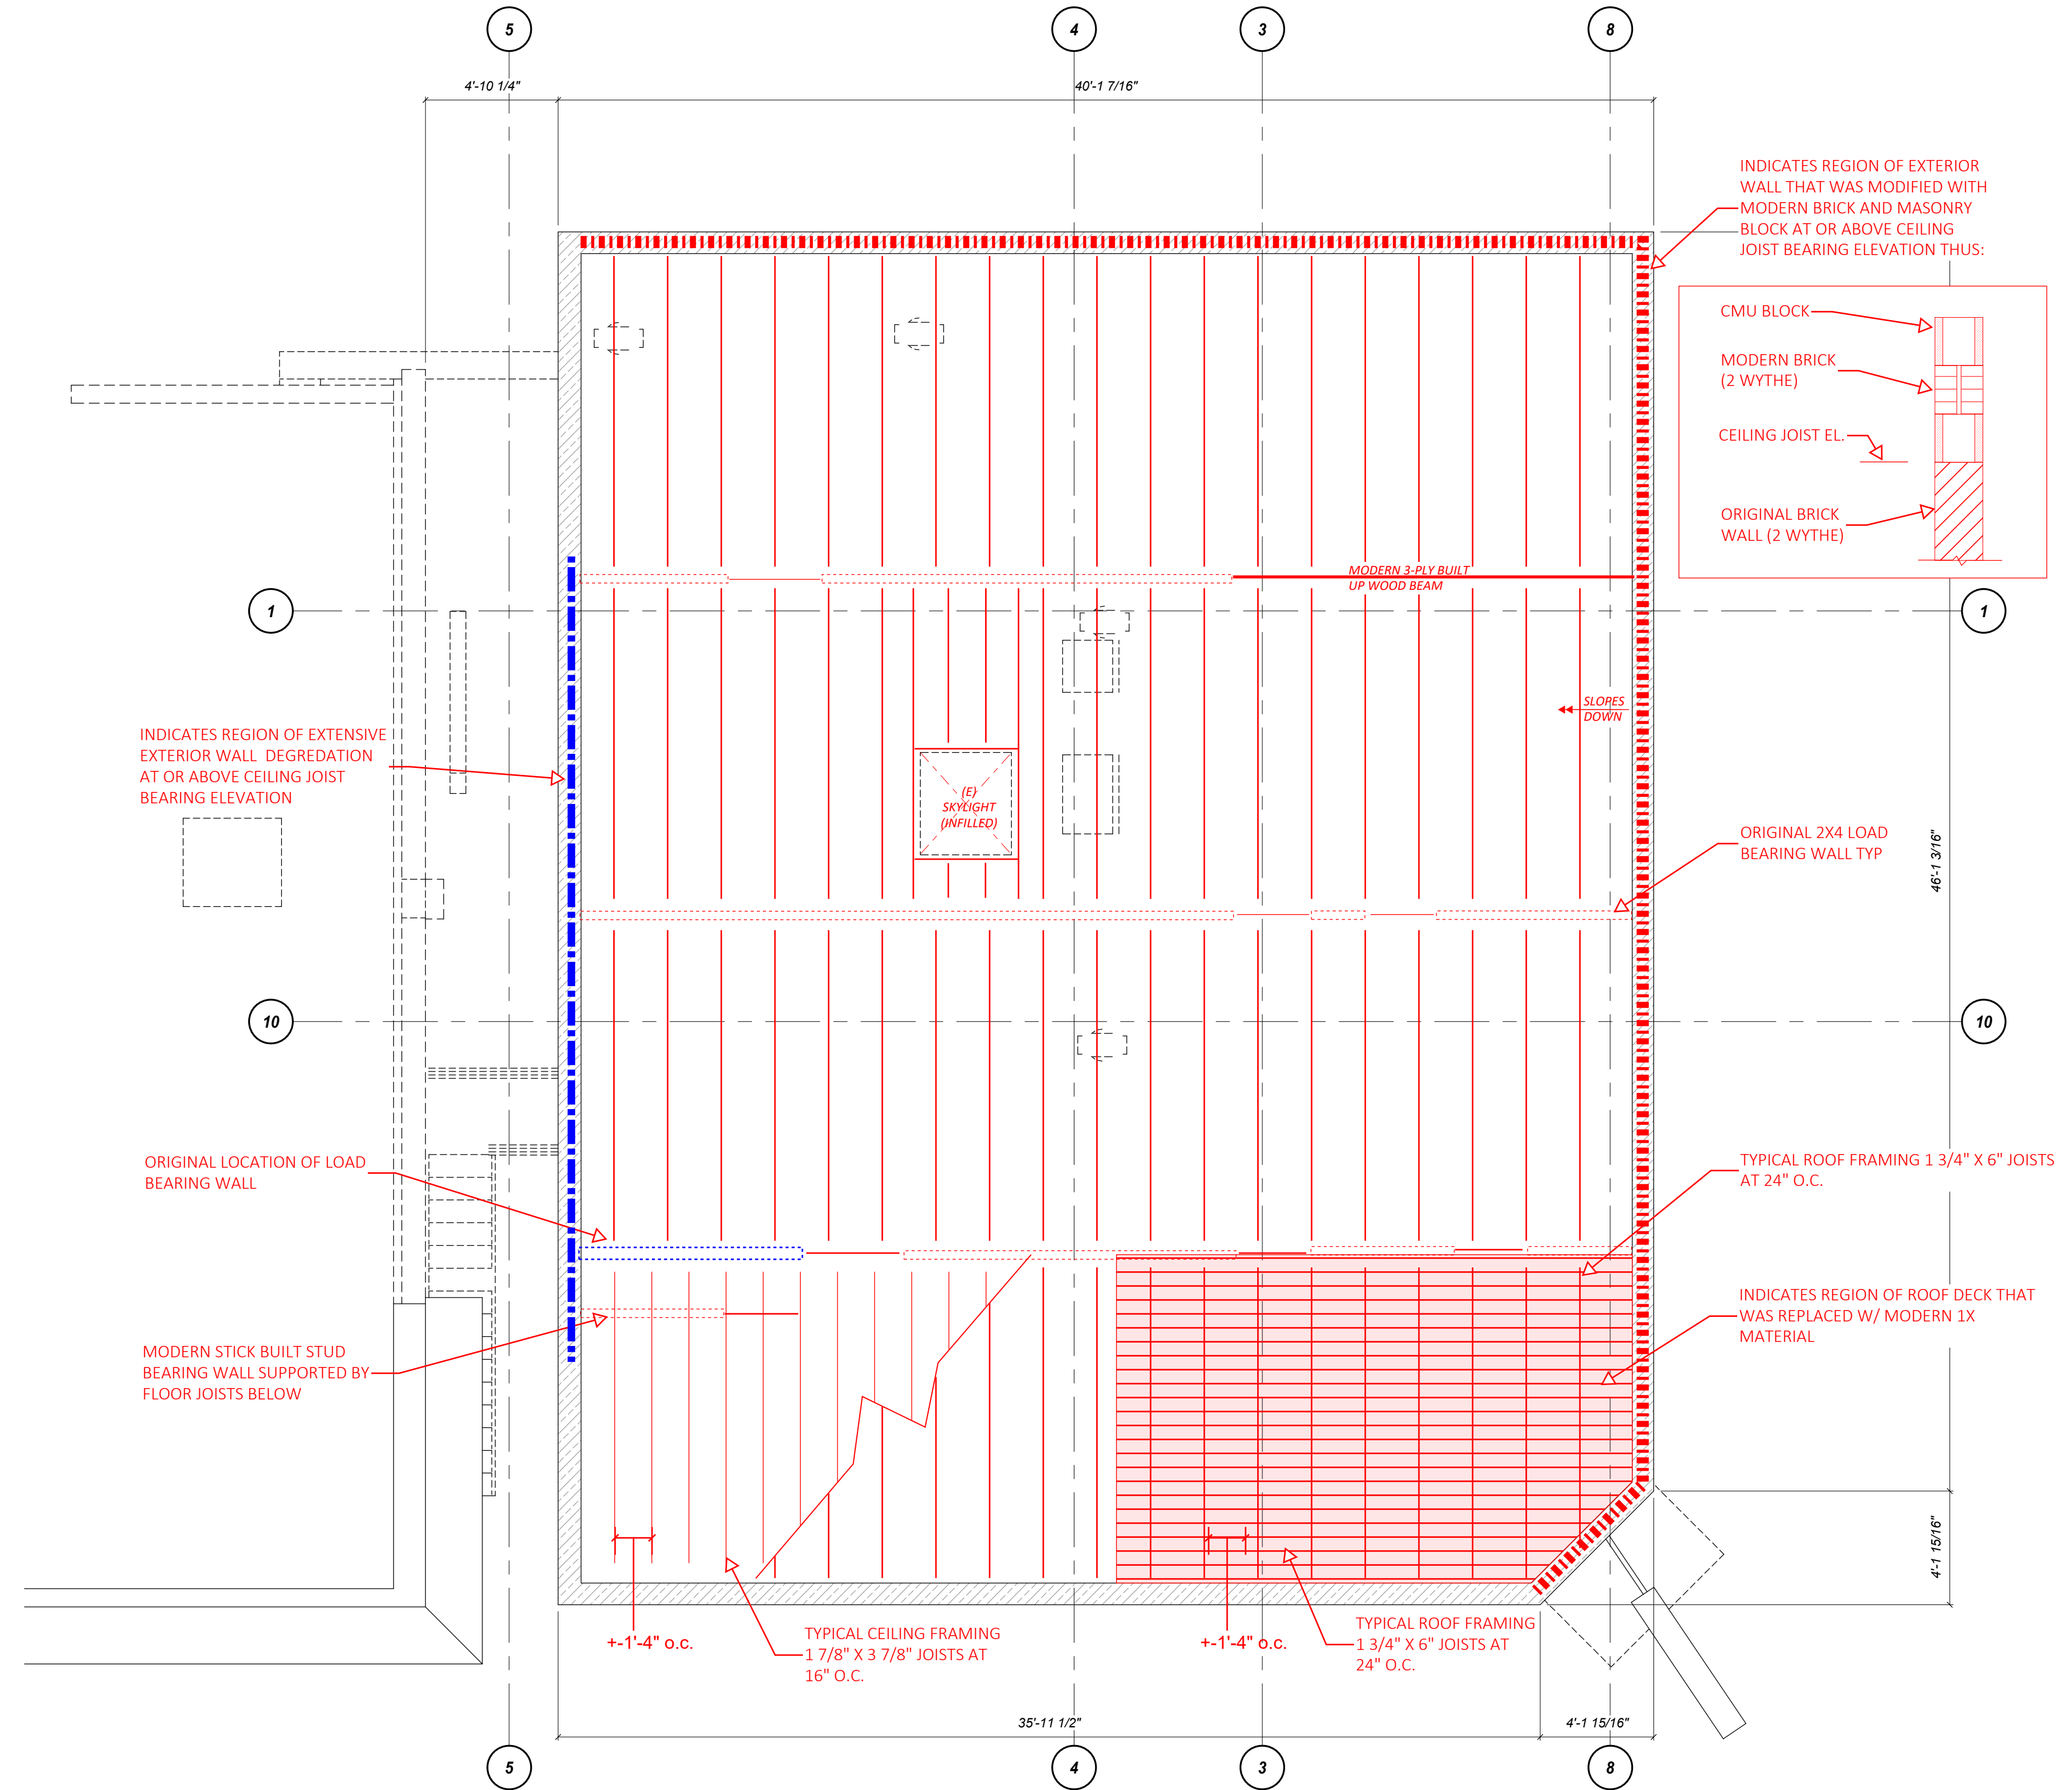 5
4
3
8
4'-10 1/4"
40'-1 7/16"
INDICATES REGION OF EXTERIOR
WALL THAT WAS MODIFIED WITH
MODERN BRICK AND MASONRY
BLOCK AT OR ABOVE CEILING
JOIST BEARING ELEVATION THUS:
CMU BLOCK
MODERN BRICK
(2 WYTHE)
CEILING JOIST EL.
ORIGINAL BRICK
WALL (2 WYTHE)
MODERN 3-PLY BUILT
UP WOOD BEAM
1
1
SLOPES
DOWN
INDICATES REGION OF EXTENSIVE
EXTERIOR WALL DEGREDATION
AT OR ABOVE CEILING JOIST
BEARING ELEVATION
(E)
SKYLIGHT
(INFILLED)
ORIGINAL 2X4 LOAD
BEARING WALL TYP
46'-1 3/16"
10
10
ORIGINAL LOCATION OF LOAD
BEARING WALL
TYPICAL ROOF FRAMING 1 3/4" X 6" JOISTS
AT 24" O.C.
INDICATES REGION OF ROOF DECK THAT
WAS REPLACED W/ MODERN 1X
MATERIAL
MODERN STICK BUILT STUD
BEARING WALL SUPPORTED BY
FLOOR JOISTS BELOW
4'-1 15/16"
+-1'-4" o.c.
TYPICAL CEILING FRAMING
1 7/8" X 3 7/8" JOISTS AT
16" O.C.
+-1'-4" o.c.
TYPICAL ROOF FRAMING
1 3/4" X 6" JOISTS AT
24" O.C.
35'-11 1/2"
4'-1 15/16"
5
4
3
8